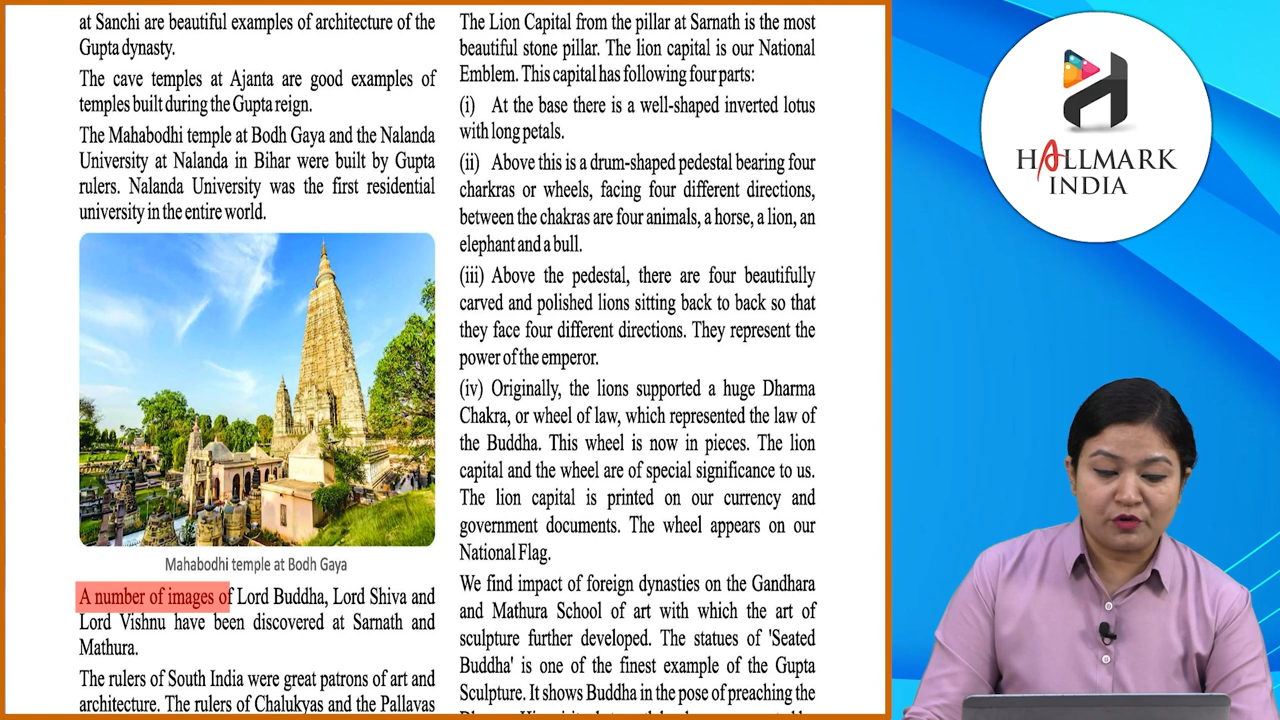 at Sanchi are beautiful examples of architecture of the
Gupta dynasty.
The cave temples at Ajanta are good examples of
temples built during the Gupta reign.
The Mahabodhi temple at Bodh Gaya and the Nalanda
University at Nalanda in Bihar were built by Gupta
rulers. Nalanda University was the first residential
university in the entire world.
Mahabodhi temple at Bodh Gaya
A number of images of Lord Buddha, Lord Shiva and
Lord Vishnu have been discovered at Sarnath and
Mathura.
The rulers of South India were great patrons of art and
architecture. The rulers of Chalukyas and the Pallavas
The Lion Capital from the pillar at Sarnath is the most
beautiful stone pillar. The lion capital is our National
Emblem. This capital has following four parts:
(i) At the base there is a well-shaped inverted lotus
with long petals.
(ii) Above this is a drum-shaped pedestal bearing four
charkras or wheels, facing four different directions,
between the chakras are four animals, a horse, a lion, an
elephant and a bull.
(iii) Above the pedestal, there are four beautifully
carved and polished lions sitting back to back so that
they face four different directions. They represent the
power of the emperor.
(iv) Originally, the lions supported a huge Dharma
Chakra, or wheel of law, which represented the law of
the Buddha. This wheel is now in pieces. The lion
capital and the wheel are of special significance to us.
The lion capital is printed on our currency and
government documents. The wheel appears on our
National Flag.
We find impact of foreign dynasties on the Gandhara
and Mathura School of art with which the art of
sculpture further developed. The statues of 'Seated
Buddha' is one of the finest example of the Gupta
Sculpture. It shows Buddha in the pose of preaching the
HALLMARK
INDIA